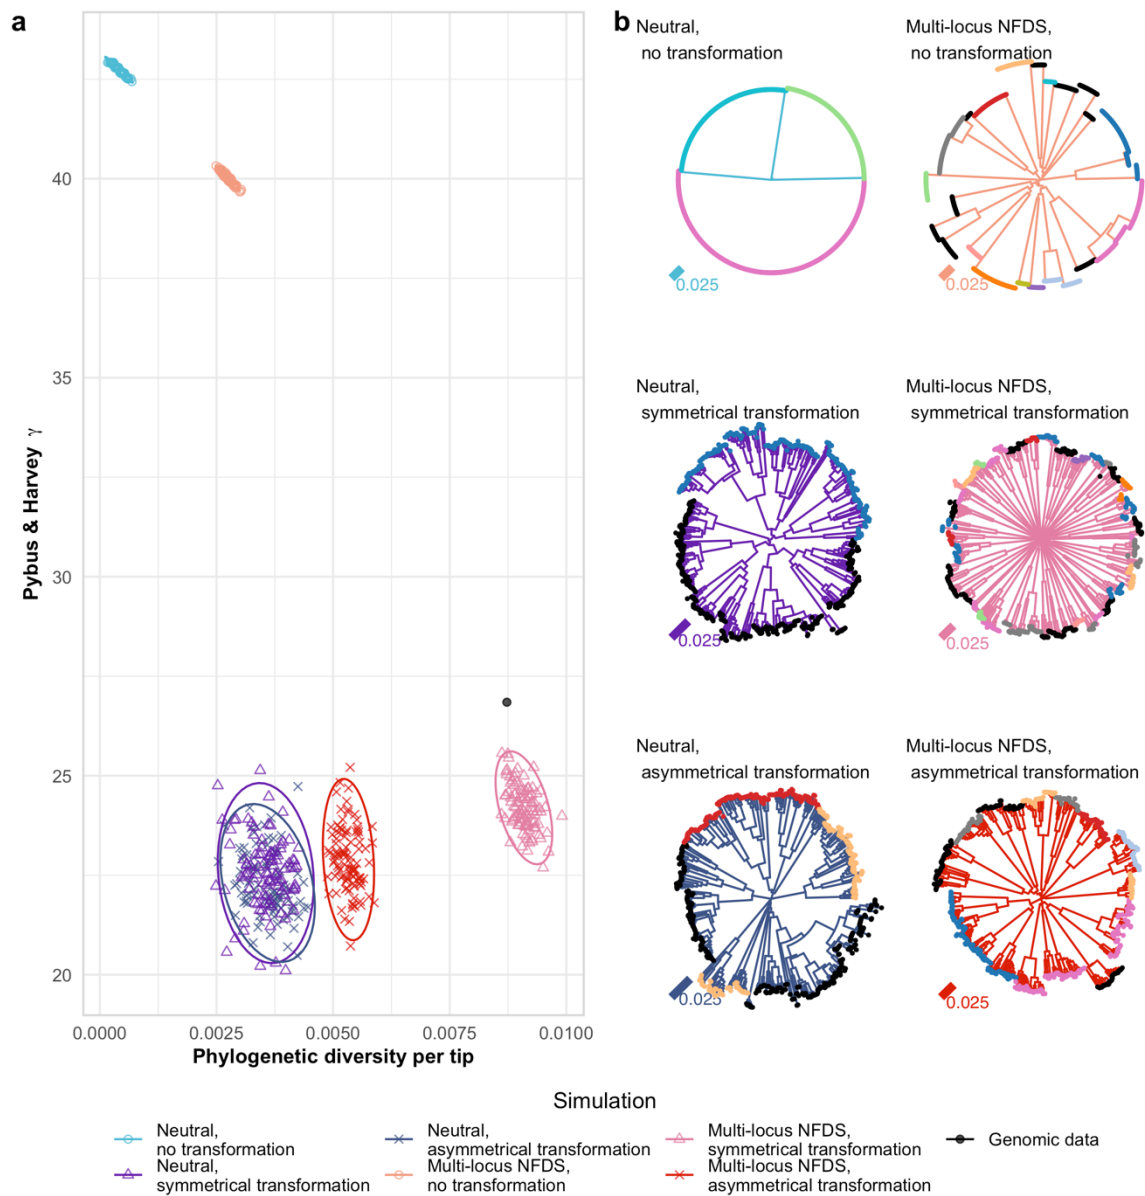 a
40
35
30
25
20
Pybus & Harvey γ
0.0000
0.0025
0.0050
0.0075
0.0100
Phylogenetic diversity per tip
b
Neutral,
no transformation
0.025
Multi-locus NFDS,
no transformation
0.025
Neutral,
symmetrical transformation
0.025
Multi-locus NFDS,
symmetrical transformation
0.025
Neutral,
asymmetrical transformation
0.025
Multi-locus NFDS,
asymmetrical transformation
0.025
Simulation
Neutral,
no transformation
Neutral,
symmetrical transformation
Neutral,
asymmetrical transformation
Multi-locus NFDS,
no transformation
Multi-locus NFDS,
symmetrical transformation
Multi-locus NFDS,
asymmetrical transformation
Genomic data